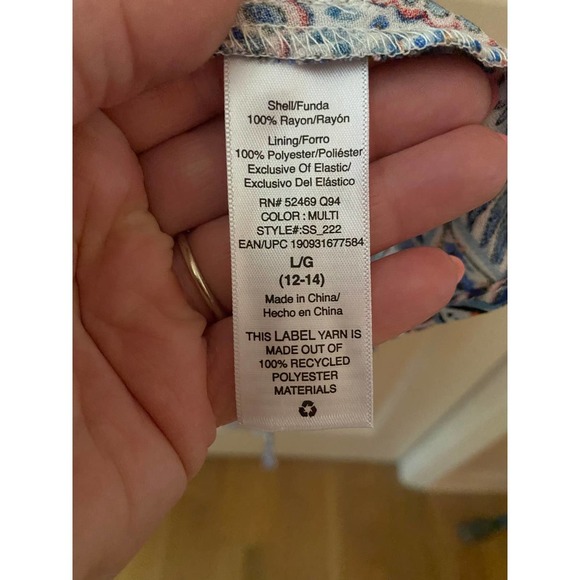 Shell/Funda
100% Rayon/Rayón
Lining/Forro
100% Polyester/Poliéster
Exclusive Of Elastic/
Exclusivo Del Elástico
RN# 52469 Q94
COLOR : MULTI
STYLE#:SS_222
EAN/UPC 190931677584
L/G
(12-14)
Made in China/
Hecho en China
THIS LABEL YARN IS
MADE OUT OF
100% RECYCLED
POLYESTER
MATERIALS